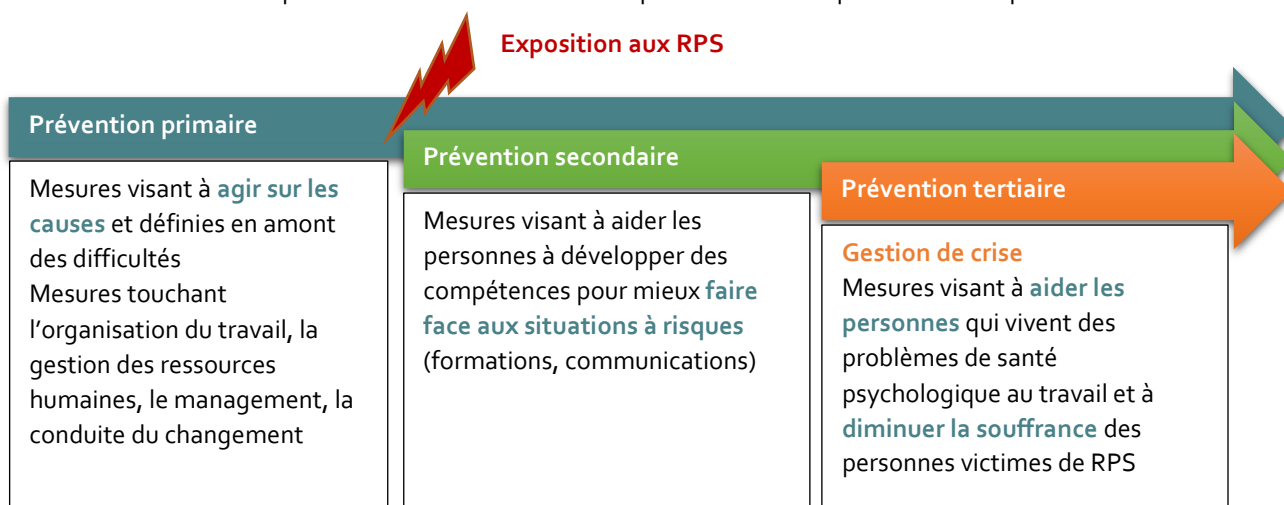 Exposition aux RPS
Prévention primaire
Mesures visant à agir sur les
causes et définies en amont
des difficultés
Mesures touchant
l'organisation du travail, la
gestion des ressources
humaines, le management, la
conduite du changement
Prévention secondaire
Mesures visant à aider les
personnes à développer des
compétences pour mieux faire
face aux situations à risques
(formations, communications)
Prévention tertiaire
Gestion de crise
Mesures visant à aider les
personnes qui vivent des
problèmes de santé
psychologique au travail et à
diminuer la souffrance des
personnes victimes de RPS